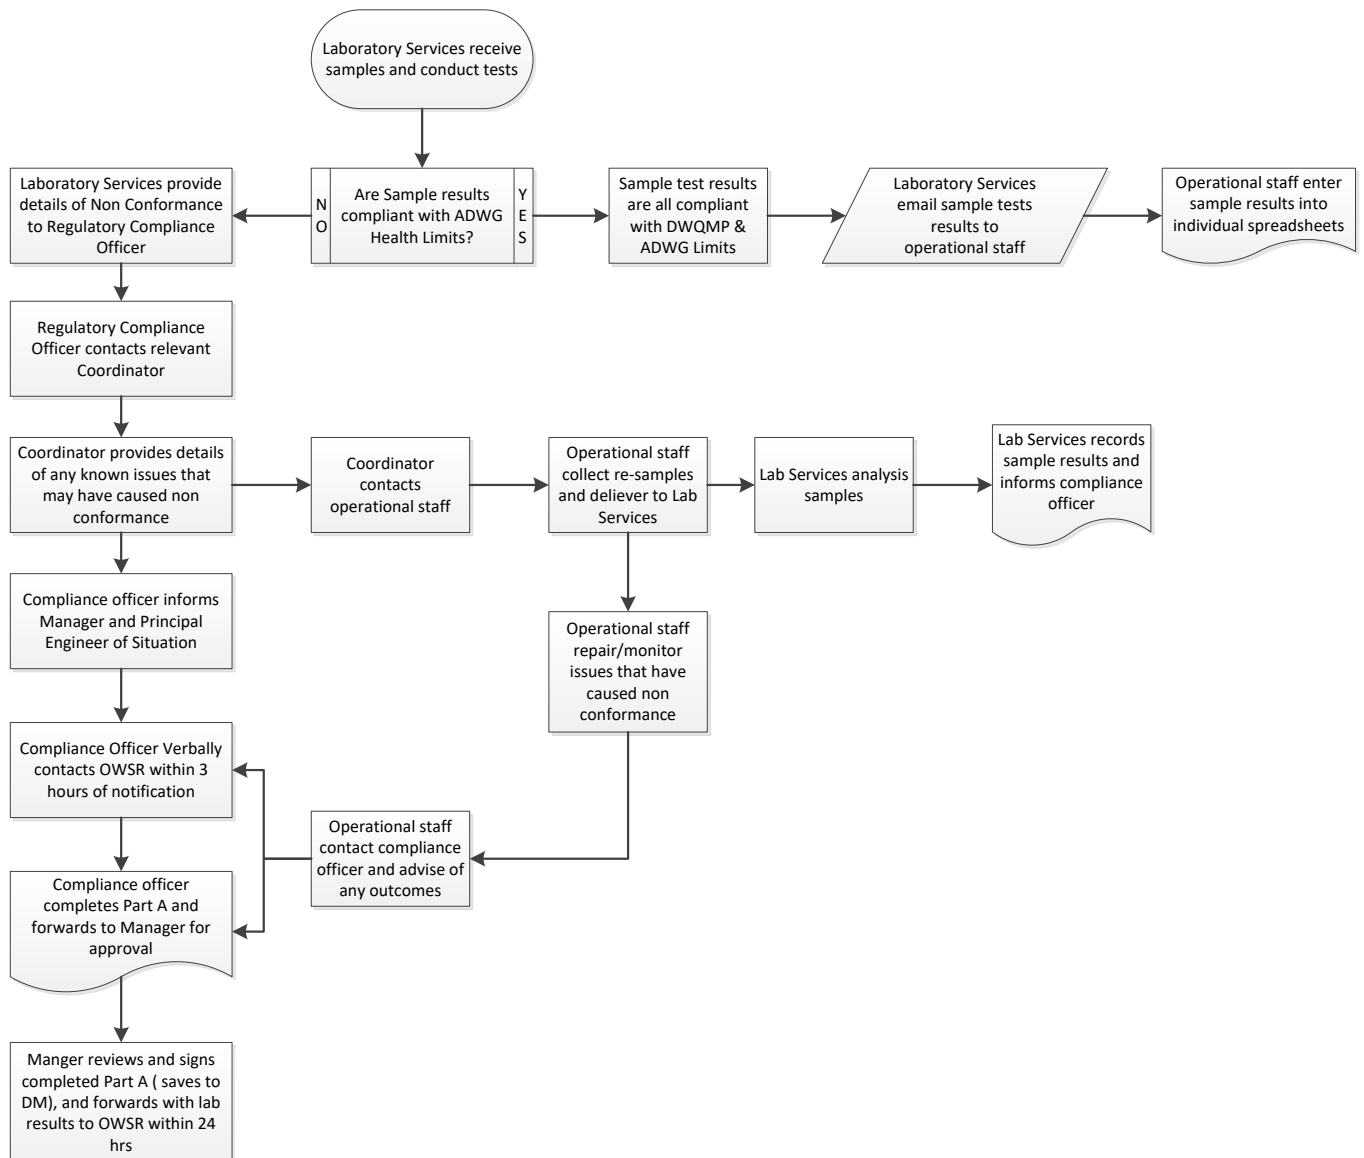 Laboratory Services receive
samples and conduct tests
Laboratory Services provide
details of Non Conformance
to Regulatory Compliance
Officer
N
O
Are Sample results
compliant with ADWG
Health Limits?
Y
E
S
Sample test results
are all compliant
with DWQMP &
ADWG Limits
Laboratory Services
email sample tests
results to
operational staff
Operational staff enter
sample results into
individual spreadsheets
Regulatory Compliance
Officer contacts relevant
Coordinator
Coordinator provides details
of any known issues that
may have caused non
conformance
Coordinator
contacts
operational staff
Operational staff
collect re-samples
and deliever to Lab
Services
Lab Services analysis
samples
Lab Services records
sample results and
informs compliance
officer
Compliance officer informs
Manager and Principal
Engineer of Situation
Operational staff
repair/monitor
issues that have
caused non
conformance
Compliance Officer Verbally
contacts OWSR within 3
hours of notification
Operational staff
contact compliance
officer and advise of
any outcomes
Compliance officer
completes Part A and
forwards to Manager for
approval
Manger reviews and signs
completed Part A ( saves to
DM), and forwards with lab
results to OWSR within 24
hrs